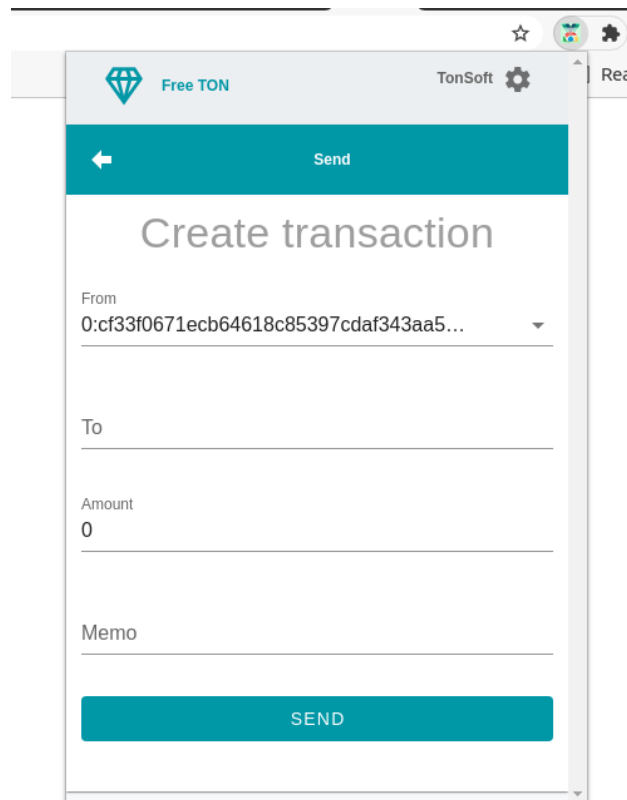 Rea
Free TON
TonSoft
Send
Create transaction
From
0:cf33f0671ecb64618c85397cdaf343aa5...
To
Amount
0
Memo
SEND